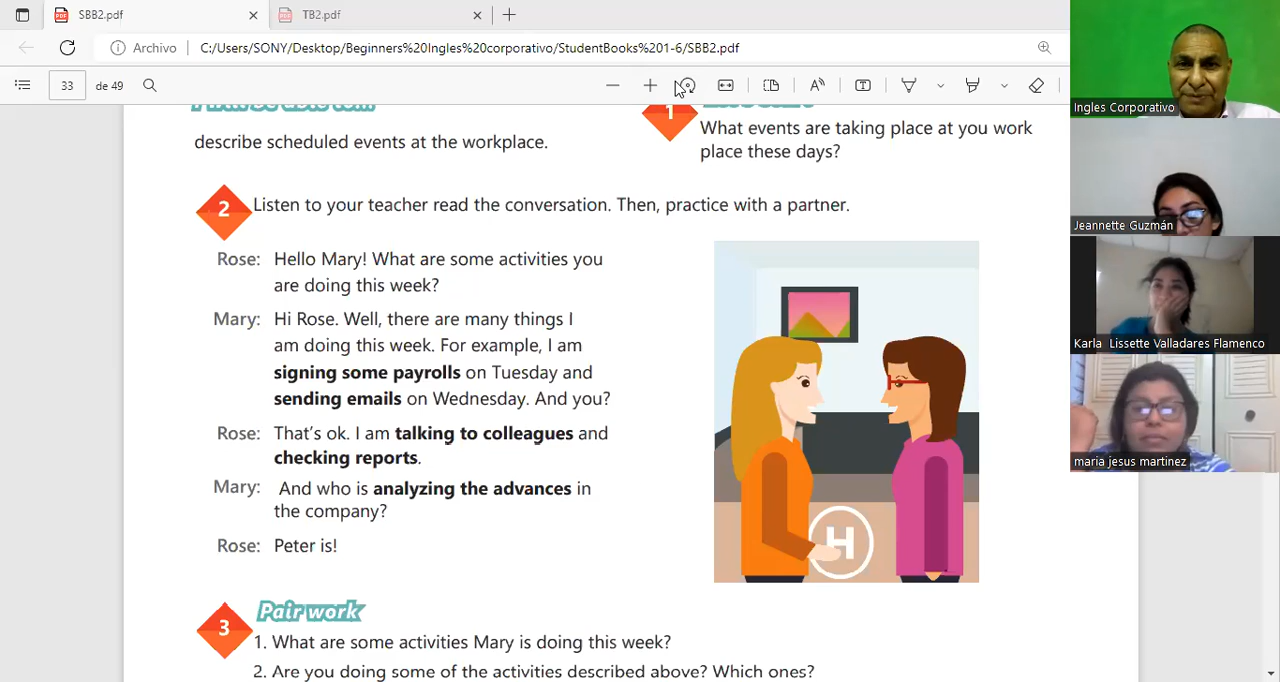 SBB2.pdf
TB2.pdf
Archivo
C:/Users/SONY/Desktop/Beginners%20Ingles%20corporativo/StudentBooks%201-6/SBB2.pdf
33
de 49
describe scheduled events at the workplace.
1
What events are taking place at you work
place these days?
2
Listen to your teacher read the conversation. Then, practice with a partner.
Rose: Hello Mary! What are some activities you
are doing this week?
Mary: Hi Rose. Well, there are many things I
am doing this week. For example, I am
signing some payrolls on Tuesday and
sending emails on Wednesday. And you?
Rose: That's ok. I am talking to colleagues and
checking reports.
Mary: And who is analyzing the advances in
the company?
Rose: Peter is!
H
3
Pair work
1. What are some activities Mary is doing this week?
2. Are you doing some of the activities described above? Which ones?
Ingles Corporativo
Jeannette Guzmán
Karla Lissette Valladares Flamenco
maria jesus martinez